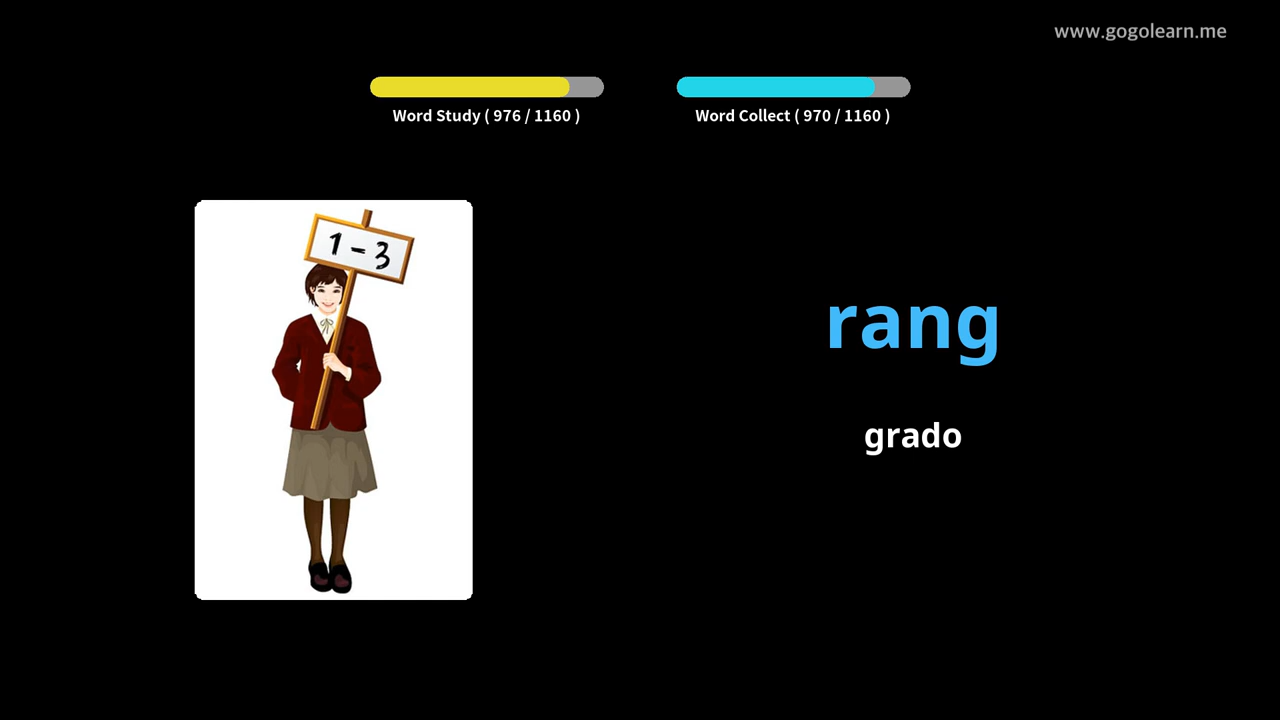 www.gogolearn.me
Word Study ( 976 / 1160 )
Word Collect ( 970 / 1160 )
1 - 3
rang
grado